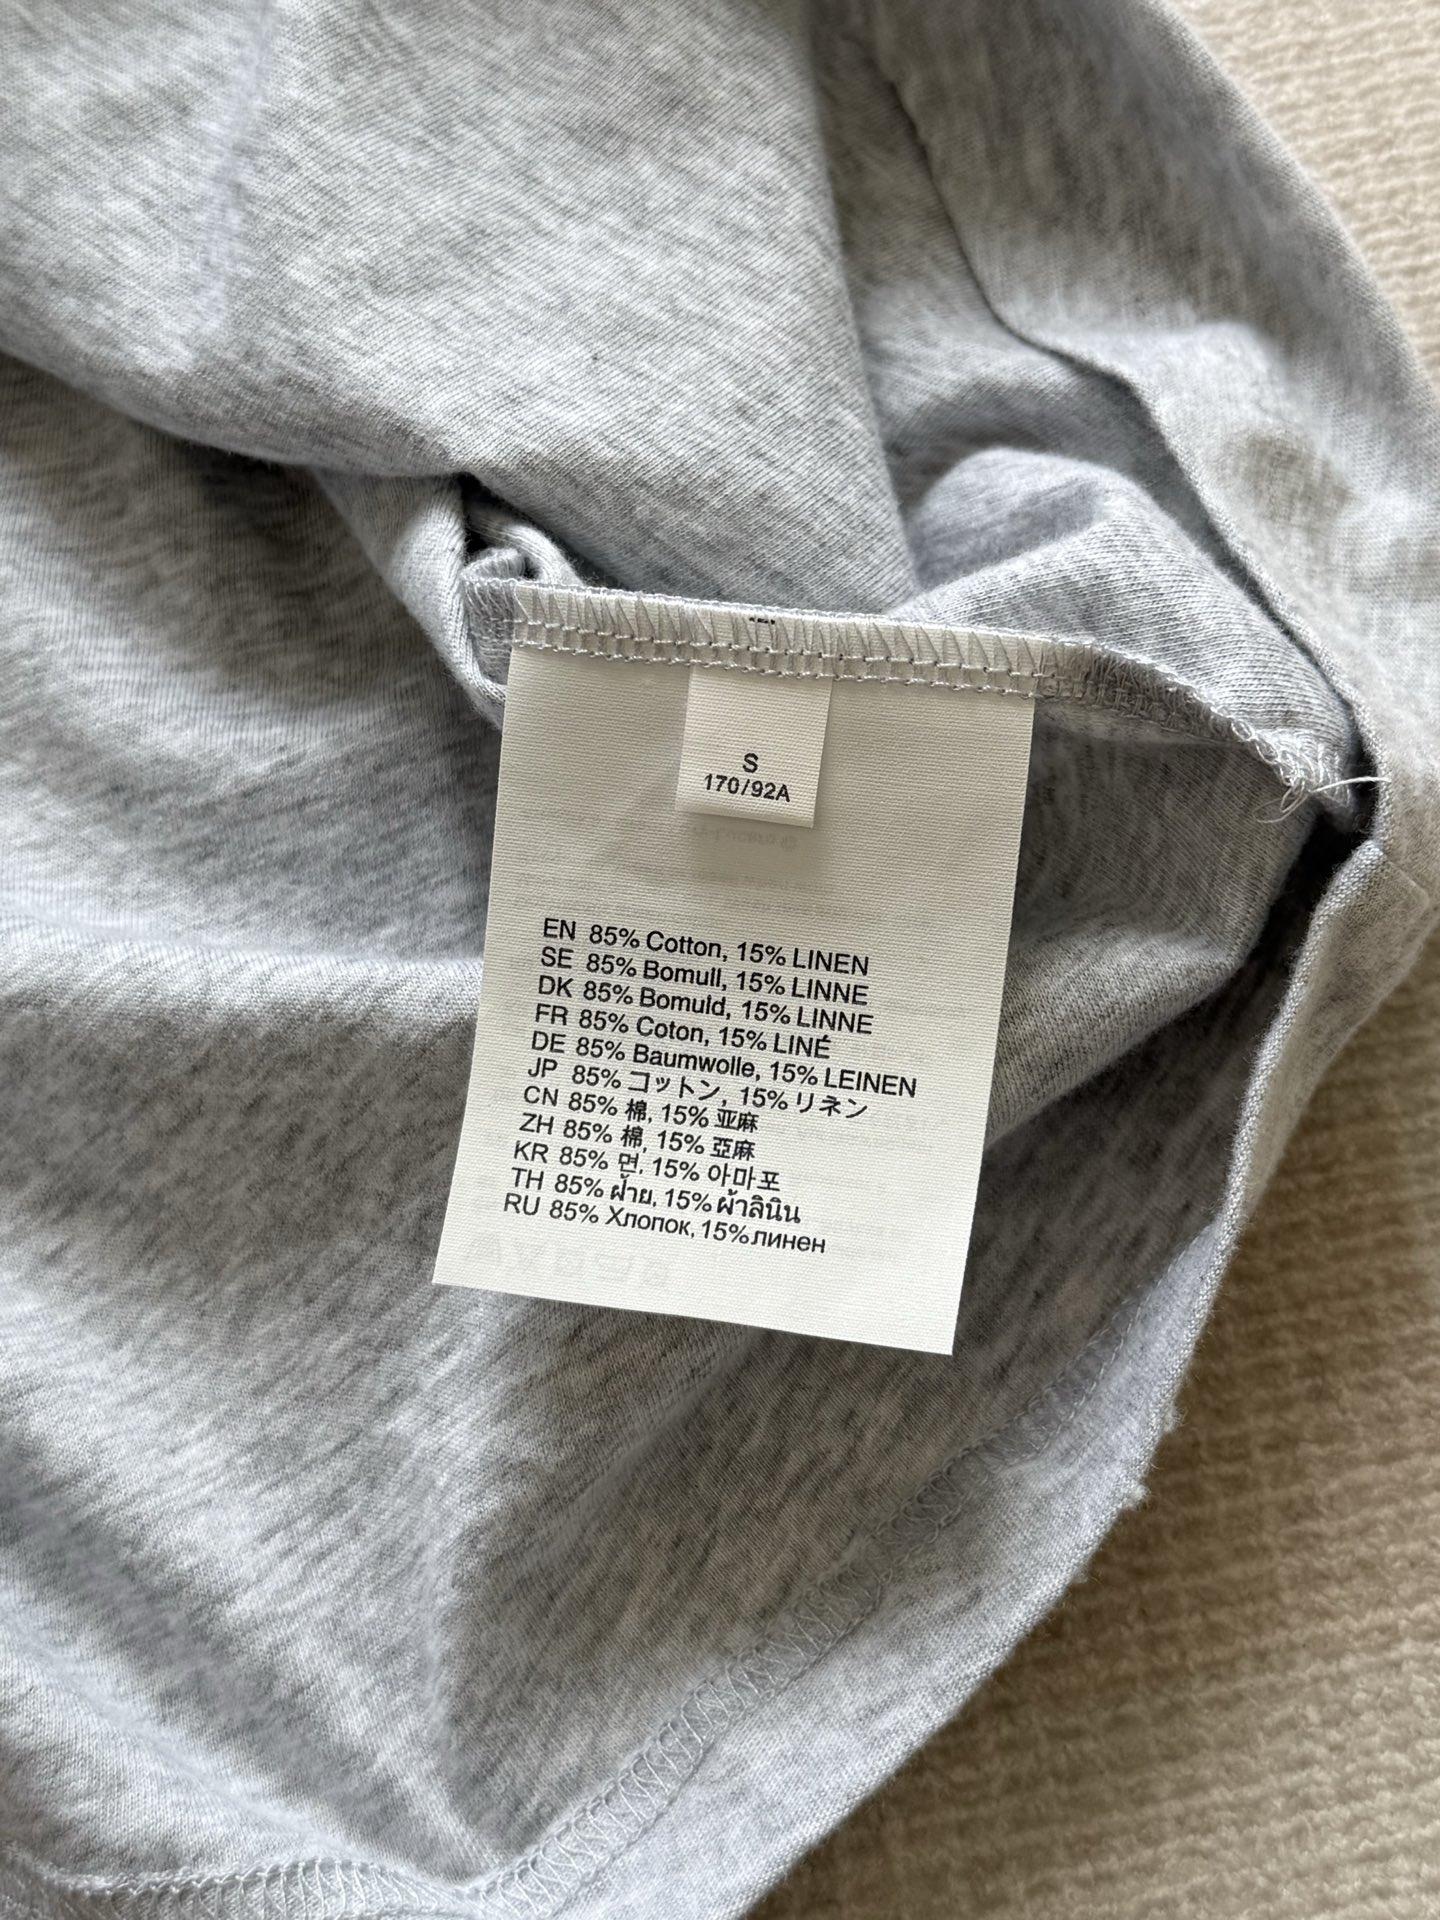 S
170/92A
EN 85% Cotton, 15% LINEN
SE 85% Bomull, 15% LINNE
DK 85% Bomuld, 15% LINNE
FR 85% Coton, 15% LINÉ
DE 85% Baumwolle, 15% LEINEN
JP 85% コットン, 15% リネン
CN 85% 棉, 15% 亚麻
ZH 85% 棉, 15% 亞麻
KR 85% 면, 15% 아마포
TH 85% ฝ้าย, 15% ผ้าลินิน
RU 85% Хлопок, 15% линен